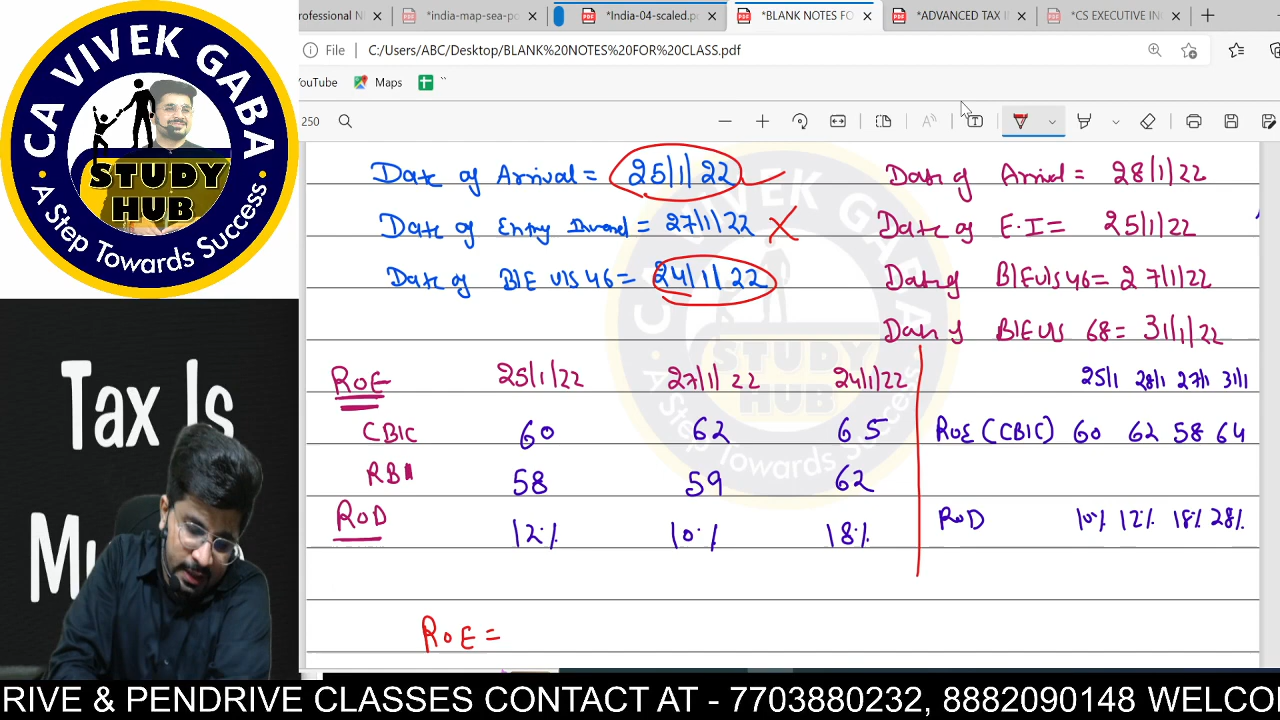 CA VIVEK GABA
STUDY
HUB
• A Step Towards Success •
Tax Is
rofessional N
*india-map-sea-po
*India-04-scaled.p
*BLANK NOTES FO
*ADVANCED TAX
*CS EXECUTIVE IN
File C:/Users/ABC/Desktop/BLANK%20NOTES%20FOR%20CLASS.pdf
ouTube Maps ``
250
Date of Arrival = 25/1/22
Date of Entry Inward = 27/1/22 X
Date of B/E U/S 46 = 24/1/22
Date of Arrival = 28/1/22
Date of E.I = 25/1/22
Date of B/E U/S 46 = 27/1/22
Date of B/E U/S 68 = 31/1/22
RoE 25/1/22 27/1/22 24/1/22
CBIC 60 62 65
RBI 58 59 62
RoD 12% 10% 18%
25/1 28/1 27/1 31/1
RoE (CBIC) 60 62 58 64
RoD 10% 12% 18% 28%
RoE =
VIVEK GABA
STUDY
HUB
RIVE & PENDRIVE CLASSES CONTACT AT - 7703880232, 8882090148 WELCO